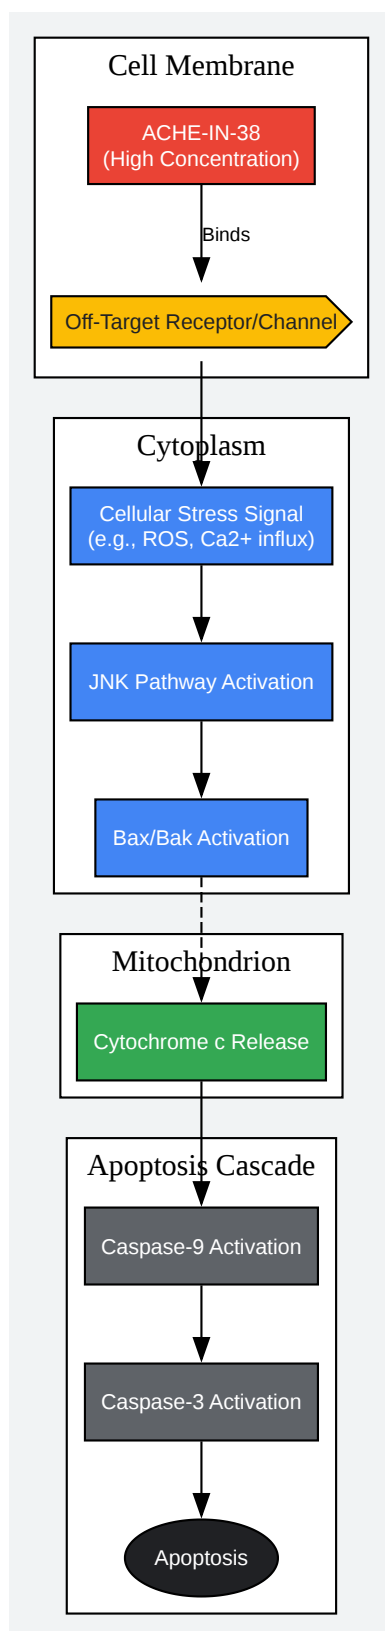 Cell Membrane
ACHE-IN-38
(High Concentration)
Binds
Off-Target Receptor/Channel
Cytoplasm
Cellular Stress Signal
(e.g., ROS, Ca2+ influx)
JNK Pathway Activation
Bax/Bak Activation
Mitochondrion
Cytochrome c Release
Apoptosis Cascade
Caspase-9 Activation
Caspase-3 Activation
Apoptosis